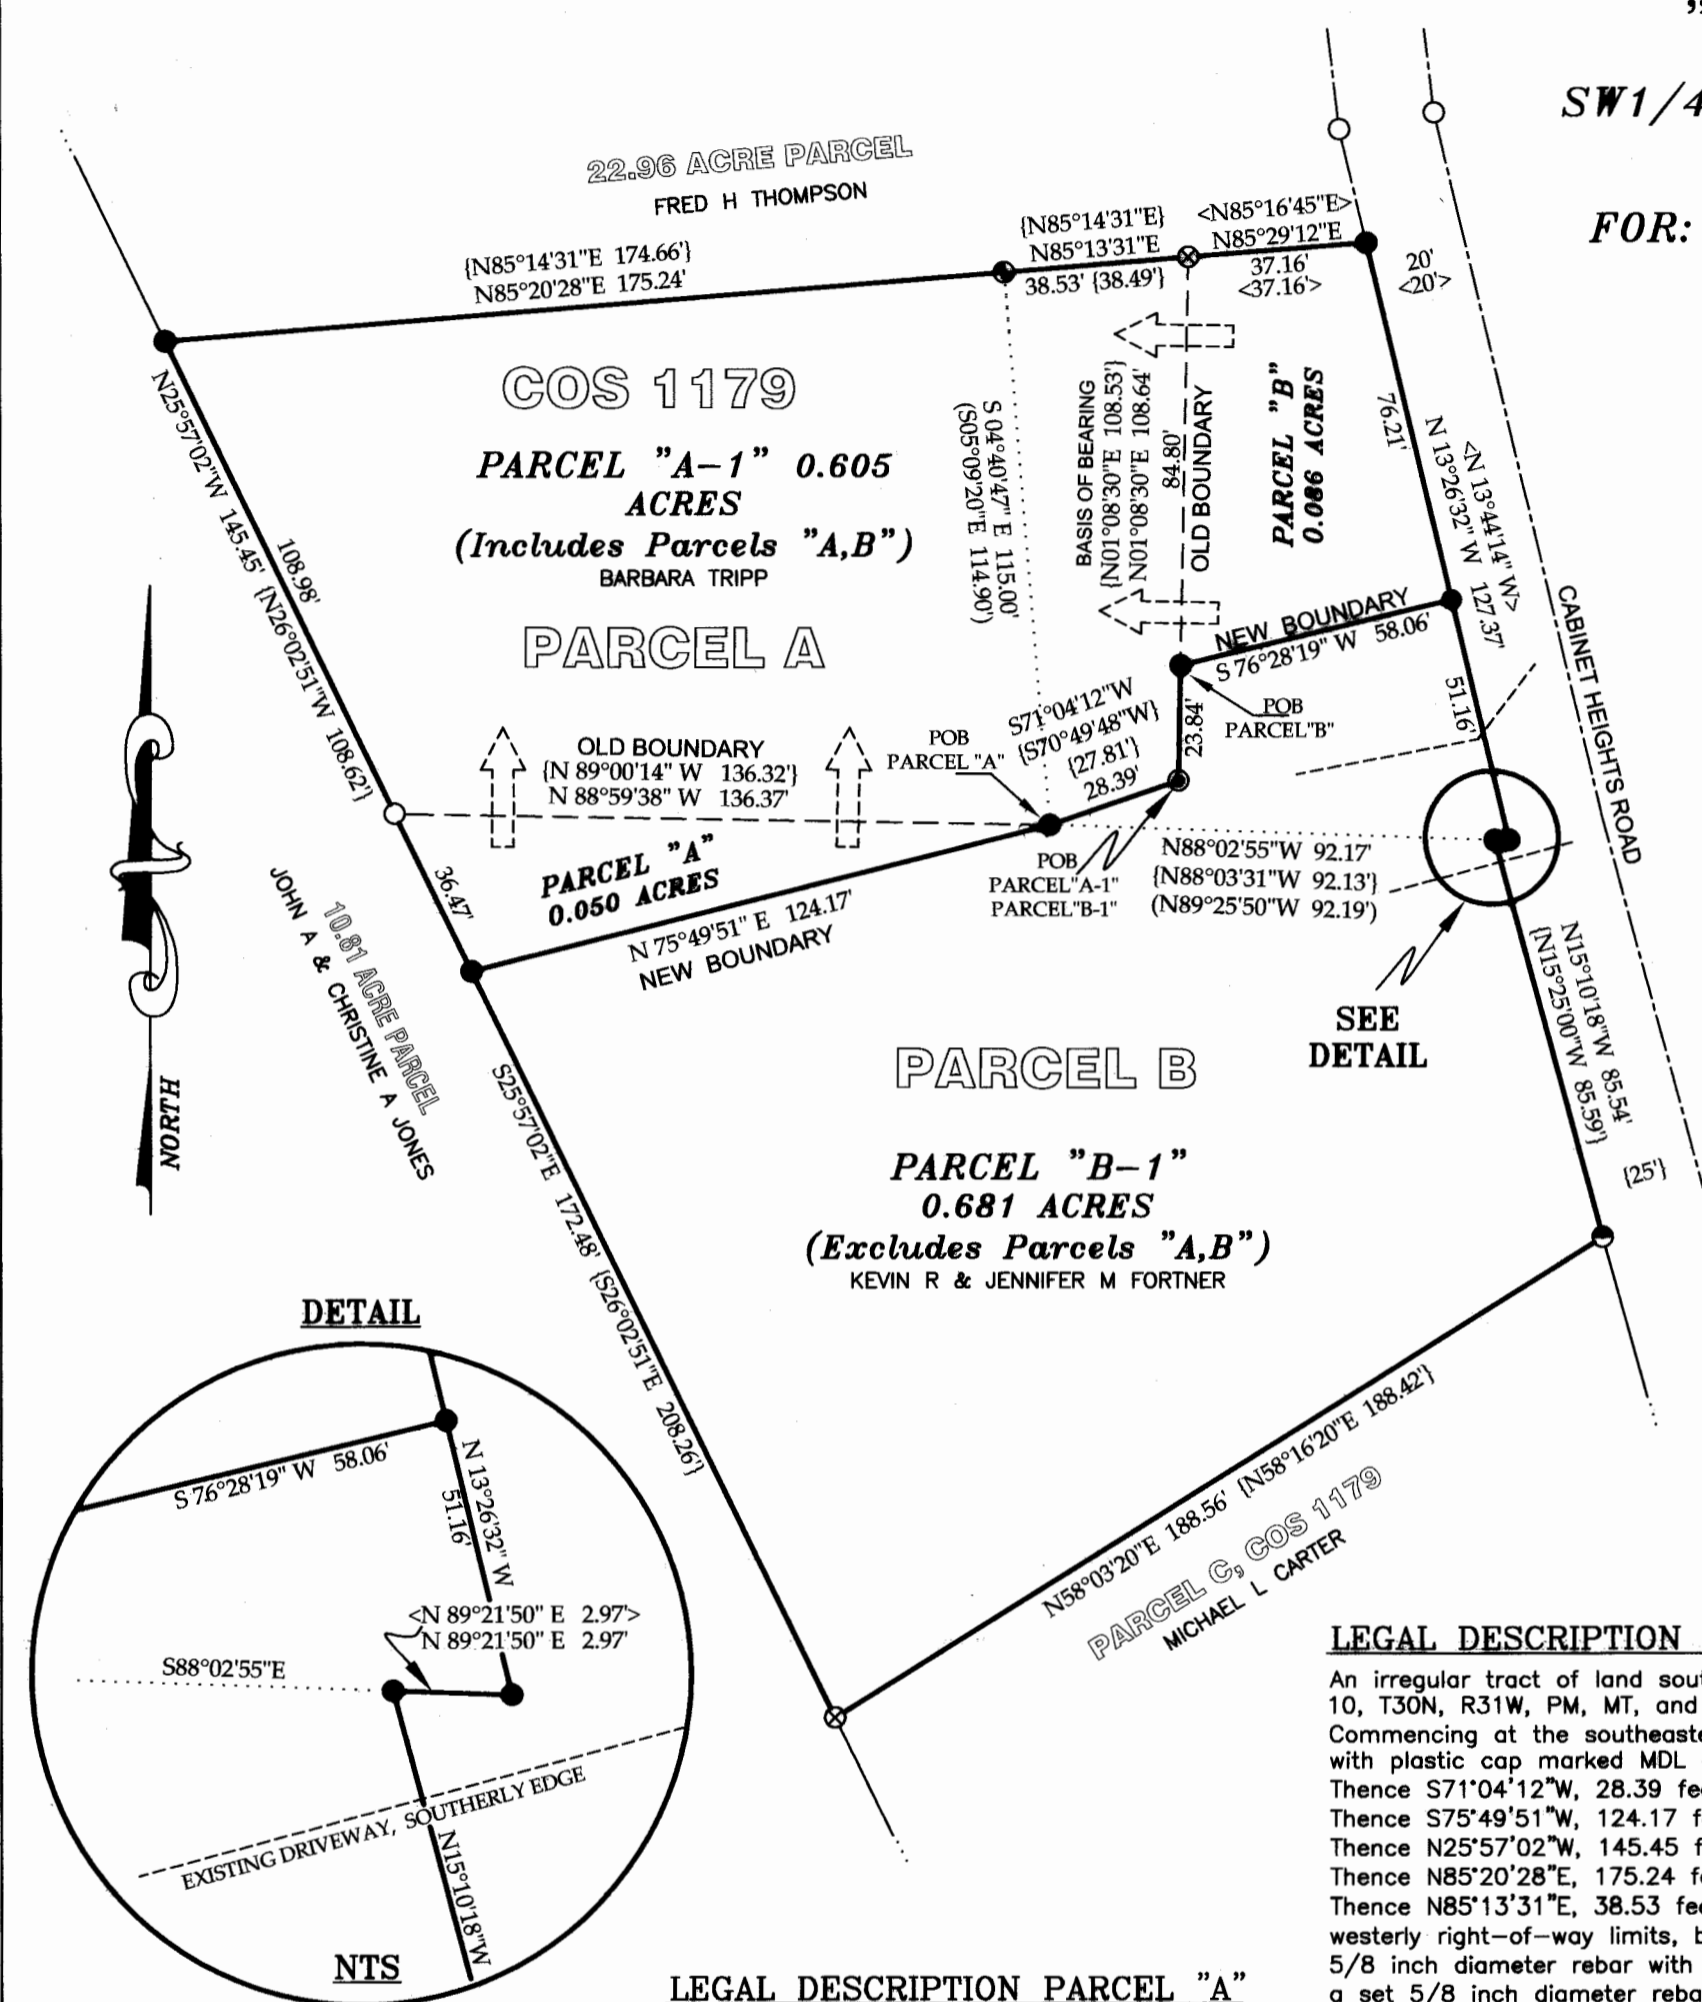 "
SW1/4
FOR:
22.96 ACRE PARCEL
FRED H THOMPSON
{N85°14'31"E 174.66'}
N85°20'28"E 175.24'
{N85°14'31"E}
N85°13'31"E
38.53' {38.49'}
<N85°16'45"E>
N85°29'12"E
37.16'
<37.16'>
20'
<20'>
COS 1179
PARCEL "A-1" 0.605
ACRES
(Includes Parcels "A,B")
BARBARA TRIPP
PARCEL A
S 04°40'47" E 115.00'
(S05°09'20"E 114.90')
BASIS OF BEARING
{N01°08'30"E 108.53'}
N01°08'30"E 108.64'
84.80'
OLD BOUNDARY
PARCEL "B"
0.086 ACRES
76.21'
<N 13°44'14" W>
N 13°26'32" W 127.37'
CABINET HEIGHTS ROAD
N25°57'02"W 145.45' {N26°02'51"W 108.62'}
108.98'
NEW BOUNDARY
S 76°28'19" W 58.06'
51.16'
POB
PARCEL"B"
23.84'
S71°04'12"W
{S70°49'48"W}
{27.81'}
28.39'
POB
PARCEL "A"
OLD BOUNDARY
{N 89°00'14" W 136.32'}
N 88°59'38" W 136.37'
PARCEL "A"
0.050 ACRES
36.47'
N 75°49'51" E 124.17'
NEW BOUNDARY
POB
PARCEL"A-1"
PARCEL"B-1"
N88°02'55"W 92.17'
{N88°03'31"W 92.13'}
(N89°25'50"W 92.19')
SEE
DETAIL
N15°10'18"W 85.54'
{N15°25'00"W 85.59'}
{25'}
10.81 ACRE PARCEL
JOHN A & CHRISTINE A JONES
NORTH
PARCEL B
PARCEL "B-1"
0.681 ACRES
(Excludes Parcels "A,B")
KEVIN R & JENNIFER M FORTNER
S25°57'02"E 172.48' {S26°02'51"E 208.26'}
N58°03'20"E 188.56' {N58°16'20"E 188.42'}
PARCEL C, COS 1179
MICHAEL L CARTER
DETAIL
S 76°28'19" W 58.06'
N 13°26'32" W
51.16'
<N 89°21'50" E 2.97'>
N 89°21'50" E 2.97'
S88°02'55"E
EXISTING DRIVEWAY, SOUTHERLY EDGE
N15°10'18"W
NTS
LEGAL DESCRIPTION PARCEL "A"
LEGAL DESCRIPTION
An irregular tract of land sout
10, T30N, R31W, PM, MT, and
Commencing at the southeaste
with plastic cap marked MDL
Thence S71°04'12"W, 28.39 fee
Thence S75°49'51"W, 124.17 f
Thence N25°57'02"W, 145.45 f
Thence N85°20'28"E, 175.24 fe
Thence N85°13'31"E, 38.53 fee
westerly right-of-way limits, b
5/8 inch diameter rebar with
a set 5/8 inch diameter reba